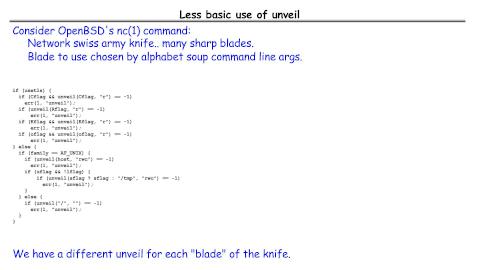 Less basic use of unveil
Consider OpenBSD's nc(1) command:
Network swiss army knife.. many sharp blades.
Blade to use chosen by alphabet soup command line args.
if (usetls) {
if (Cflag && unveil(Cflag, "r") == -1)
err(1, "unveil");
if (unveil(Rflag, "r") == -1)
err(1, "unveil");
if (Kflag && unveil(Kflag, "r") == -1)
err(1, "unveil");
if (oflag && unveil(oflag, "r") == -1)
err(1, "unveil");
} else {
if (family == AF_UNIX) {
if (unveil(host, "rwc") == -1)
err(1, "unveil");
if (uflag && !lflag) {
if (unveil(sflag ? sflag : "/tmp", "rwc") == -1)
err(1, "unveil");
}
} else {
if (unveil("/", "") == -1)
err(1, "unveil");
}
}
We have a different unveil for each "blade" of the knife.